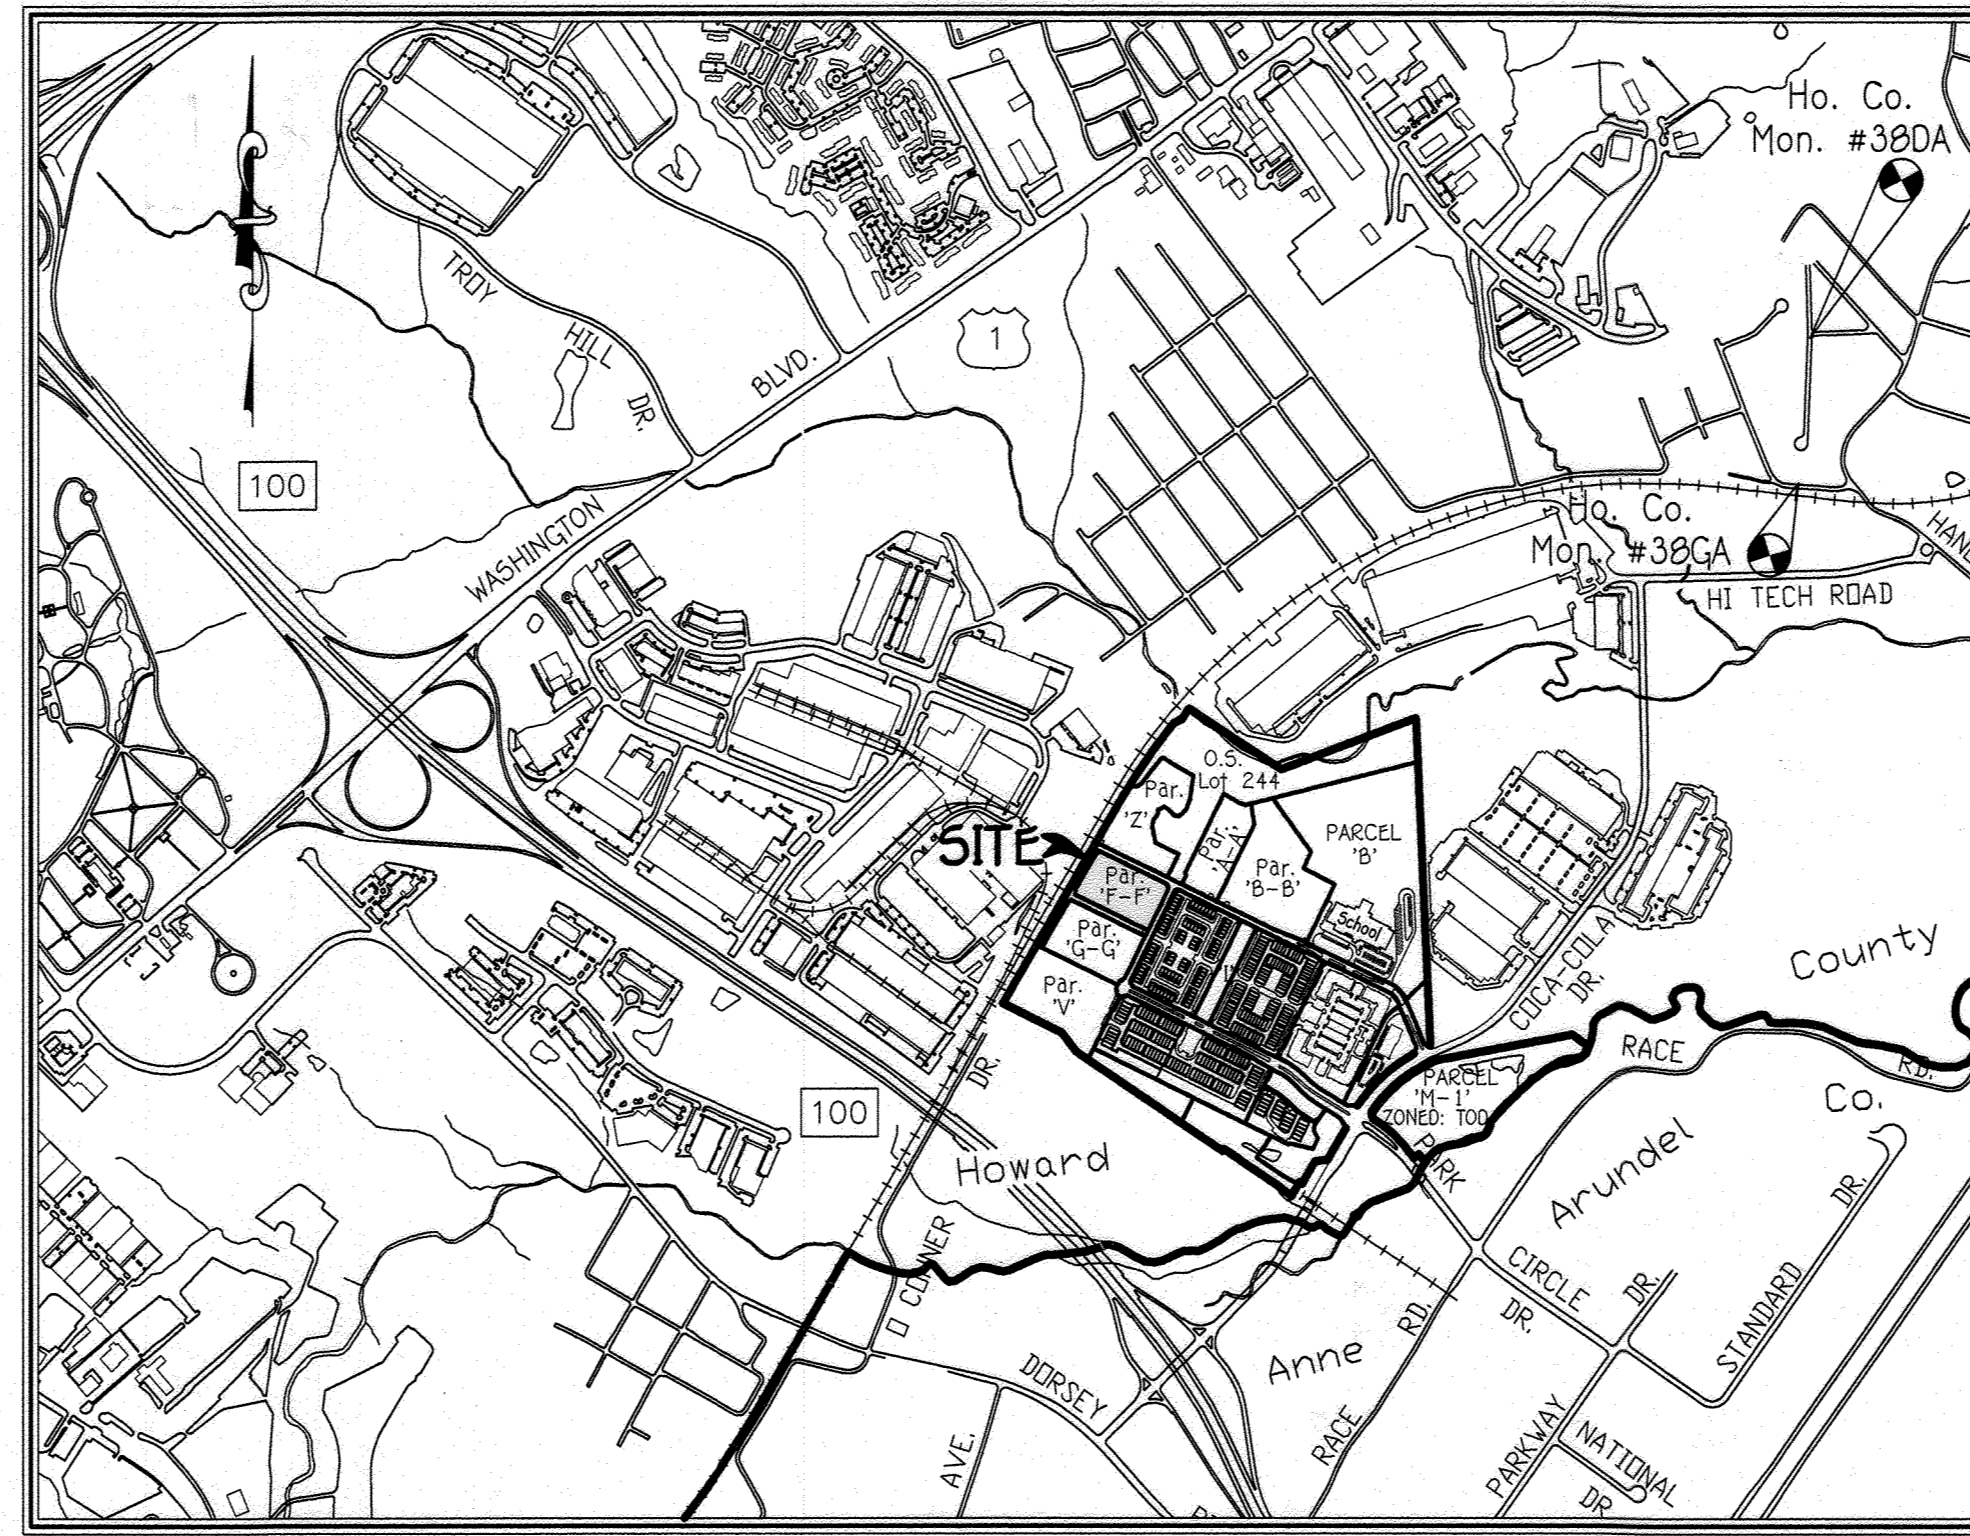 Ho. Co.
Mon. #38DA
TROY
HILL
DR.
BLVD.
1
100
WASHINGTON
Ho. Co.
Mon. #38GA
HI TECH ROAD
O.S.
Lot 244
Par.
'Z'
Par.
'A-A'
PARCEL
'B'
SITE
Par.
'F-F'
Par.
'B-B'
School
Par.
'G-G'
Par.
'V'
COCA-COLA
DR.
County
RACE
RD.
DR.
PARCEL
'M-1'
ZONED: TOD
100
Co.
Howard
PARK
Arundel
DR.
CIRCLE
DR.
DR.
STANDARD
Anne
RD.
RACE
DORSEY
AVE.
PARKWAY
NATIONAL
DR.